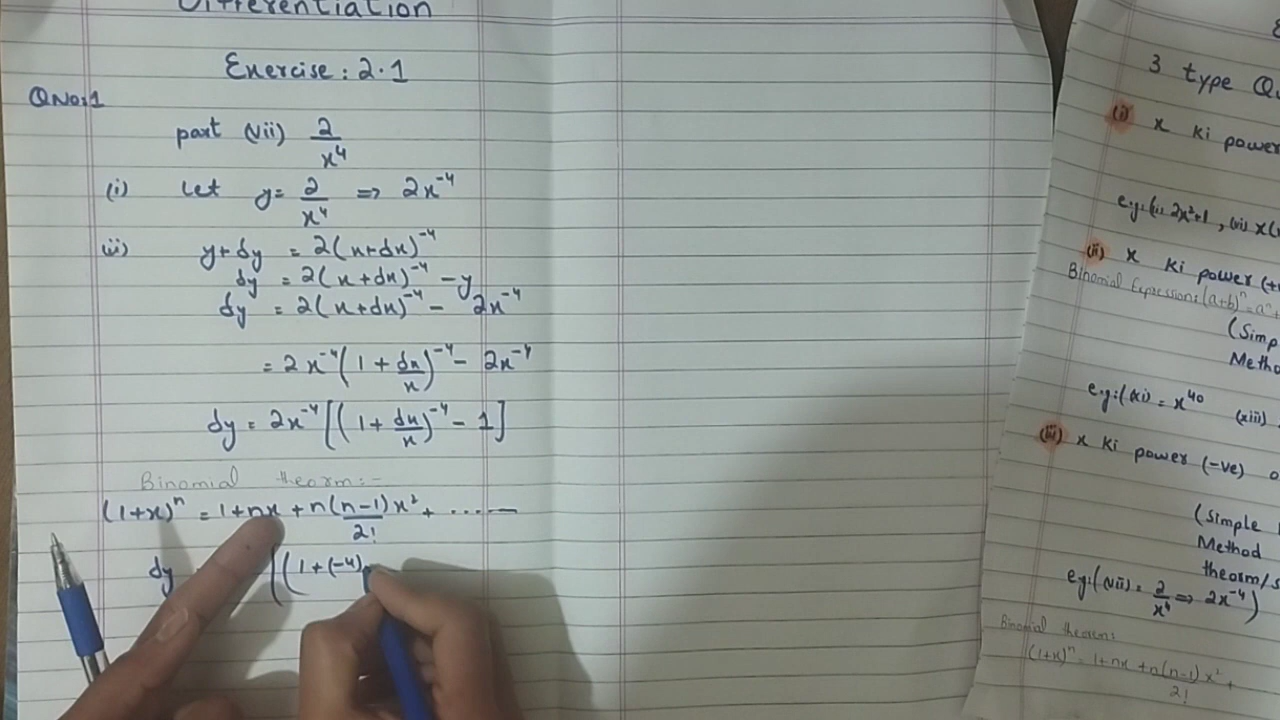 Differentiation
Exercise: 2.1
QNo:1
part (vii) 2/x⁴
(i) Let y = 2/x⁴ => 2x⁻⁴
ii) y+dy = 2(x+dx)⁻⁴
dy = 2(x+dx)⁻⁴ - y
dy = 2(x+dx)⁻⁴ - 2x⁻⁴
= 2x⁻⁴(1 + dx/x)⁻⁴ - 2x⁻⁴
dy = 2x⁻⁴[(1 + dx/x)⁻⁴ - 1]
Binomial theorm:-
(1+x)ⁿ = 1+nx + n(n-1)x²/2! + ......
dy [(1+(-4)
3 type Qu
(i) x ki power
e.g:(i) 2x²+1, (vi) x(
(ii) x ki power (+
Binomial Expression:(a+b)ⁿ=aⁿ+
(Simp
Metho
e.g:(xi) = x⁴⁰ (xiii)
(iii) x ki power (-ve) o
(Simple
Method
theorm/s
e.g:(vii) = 2/x⁴ => 2x⁻⁴)
Binomial theorem:
(1+x)ⁿ = 1+nx + n(n-1)x²/2! +